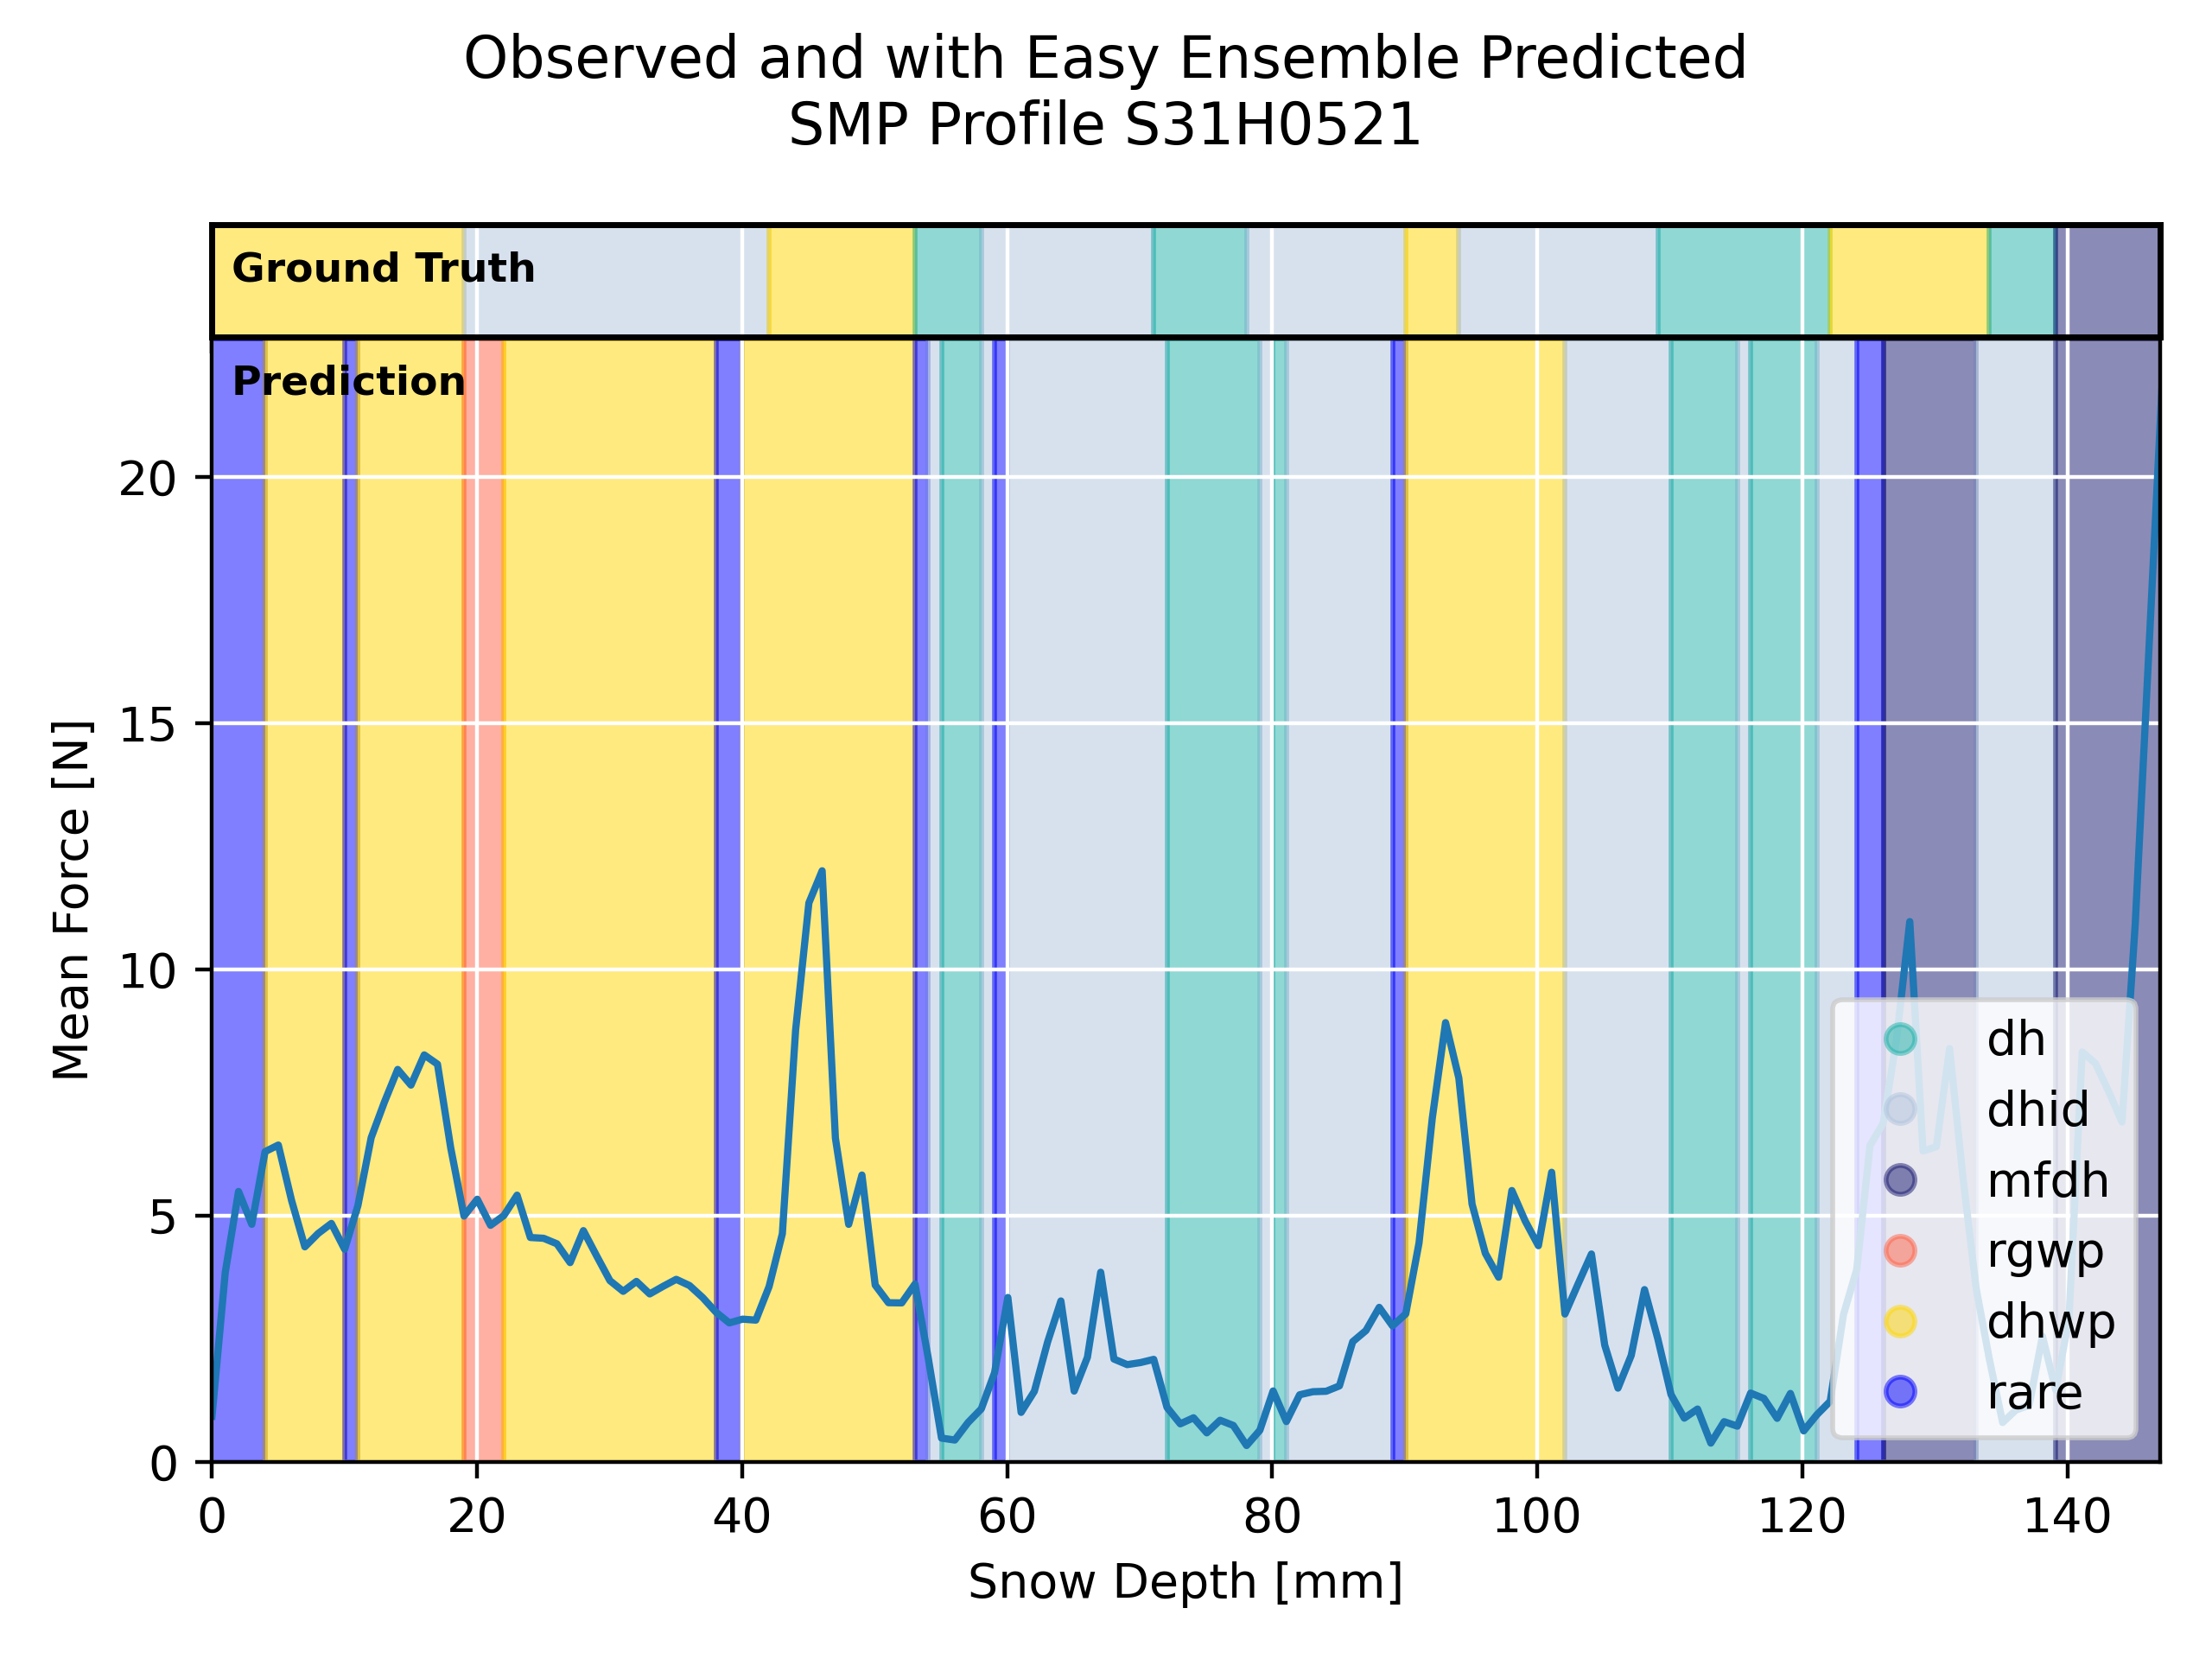 Observed and with Easy Ensemble Predicted
SMP Profile S31H0521
Ground Truth
Prediction
20
15
10
5
0
Mean Force [N]
dh
dhid
mfdh
rgwp
dhwp
rare
0 20 40 60 80 100 120 140
Snow Depth [mm]